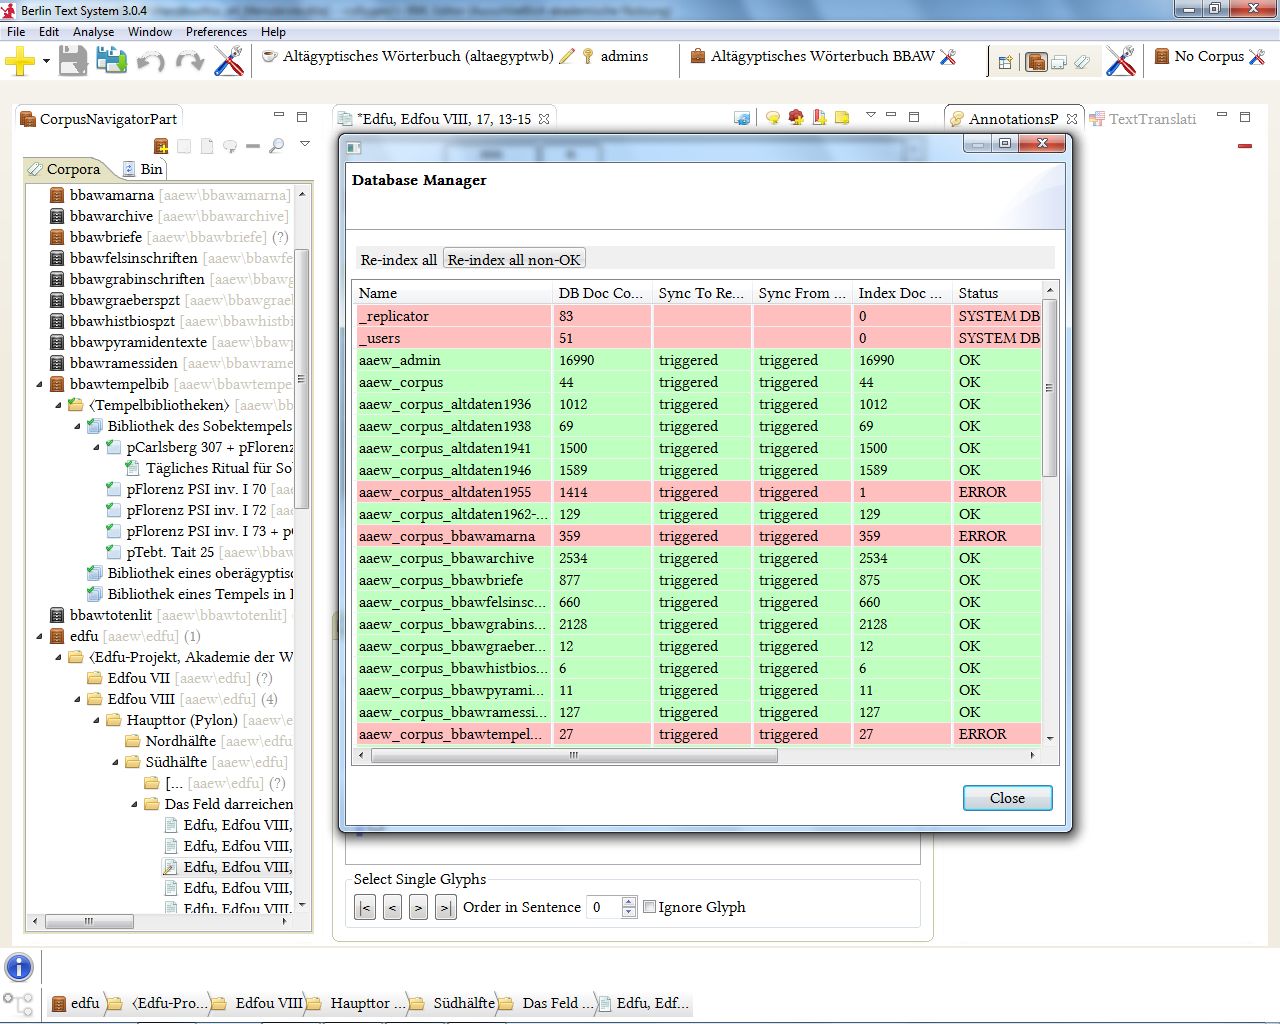 Berlin Text System 3.0.4
File Edit Analyse Window Preferences Help
Altägyptisches Wörterbuch (altaegyptwb) admins Altägyptisches Wörterbuch BBAW No Corpus
CorpusNavigatorPart
Corpora Bin
bbawamarna [aaew\bbawamarna]
bbawarchive [aaew\bbawarchive]
bbawbriefe [aaew\bbawbriefe] (?)
bbawfelsinschriften [aaew\bbawfe
bbawgrabinschriften [aaew\bbawg
bbawgraeberspzt [aaew\bbawgrael
bbawhistbiospzt [aaew\bbawhistbi
bbawpyramidentexte [aaew\bbawp
bbawramessiden [aaew\bbawrame
bbawtempelbib [aaew\bbawtempe
〈Tempelbibliotheken〉 [aaew\bb
Bibliothek des Sobektempels
pCarlsberg 307 + pFlorenz
Tägliches Ritual für So
pFlorenz PSI inv. I 70 [aa
pFlorenz PSI inv. I 72 [aa
pFlorenz PSI inv. I 73 + p
pTebt. Tait 25 [aaew\bbaw
Bibliothek eines oberägyptisc
Bibliothek eines Tempels in
bbawtotenlit [aaew\bbawtotenlit]
edfu [aaew\edfu] (1)
〈Edfu-Projekt, Akademie der W
Edfou VII [aaew\edfu] (?)
Edfou VIII [aaew\edfu] (4)
Haupttor (Pylon) [aaew\e
Nordhälfte [aaew\edfu
Südhälfte [aaew\edfu]
[... [aaew\edfu] (?)
Das Feld darreichen
Edfu, Edfou VIII,
Edfu, Edfou VIII,
Edfu, Edfou VIII,
Edfu, Edfou VIII,
Edfu, Edfou VIII,
*Edfu, Edfou VIII, 17, 13-15
AnnotationsP TextTranslati
Database Manager
Re-index all Re-index all non-OK
Name DB Doc Co... Sync To Re... Sync From ... Index Doc ... Status
_replicator 83 0 SYSTEM DB
_users 51 0 SYSTEM DB
aaew_admin 16990 triggered triggered 16990 OK
aaew_corpus 44 triggered triggered 44 OK
aaew_corpus_altdaten1936 1012 triggered triggered 1012 OK
aaew_corpus_altdaten1938 69 triggered triggered 69 OK
aaew_corpus_altdaten1941 1500 triggered triggered 1500 OK
aaew_corpus_altdaten1946 1589 triggered triggered 1589 OK
aaew_corpus_altdaten1955 1414 triggered triggered 1 ERROR
aaew_corpus_altdaten1962-... 129 triggered triggered 129 OK
aaew_corpus_bbawamarna 359 triggered triggered 359 ERROR
aaew_corpus_bbawarchive 2534 triggered triggered 2534 OK
aaew_corpus_bbawbriefe 877 triggered triggered 875 OK
aaew_corpus_bbawfelsinsc... 660 triggered triggered 660 OK
aaew_corpus_bbawgrabins... 2128 triggered triggered 2128 OK
aaew_corpus_bbawgraeber... 12 triggered triggered 12 OK
aaew_corpus_bbawhistbios... 6 triggered triggered 6 OK
aaew_corpus_bbawpyrami... 11 triggered triggered 11 OK
aaew_corpus_bbawramessi... 127 triggered triggered 127 OK
aaew_corpus_bbawtempel... 27 triggered triggered 27 ERROR
Close
Select Single Glyphs
|< < > >| Order in Sentence 0 Ignore Glyph
edfu 〈Edfu-Pro... Edfou VIII Haupttor ... Südhälfte Das Feld ... Edfu, Edf...